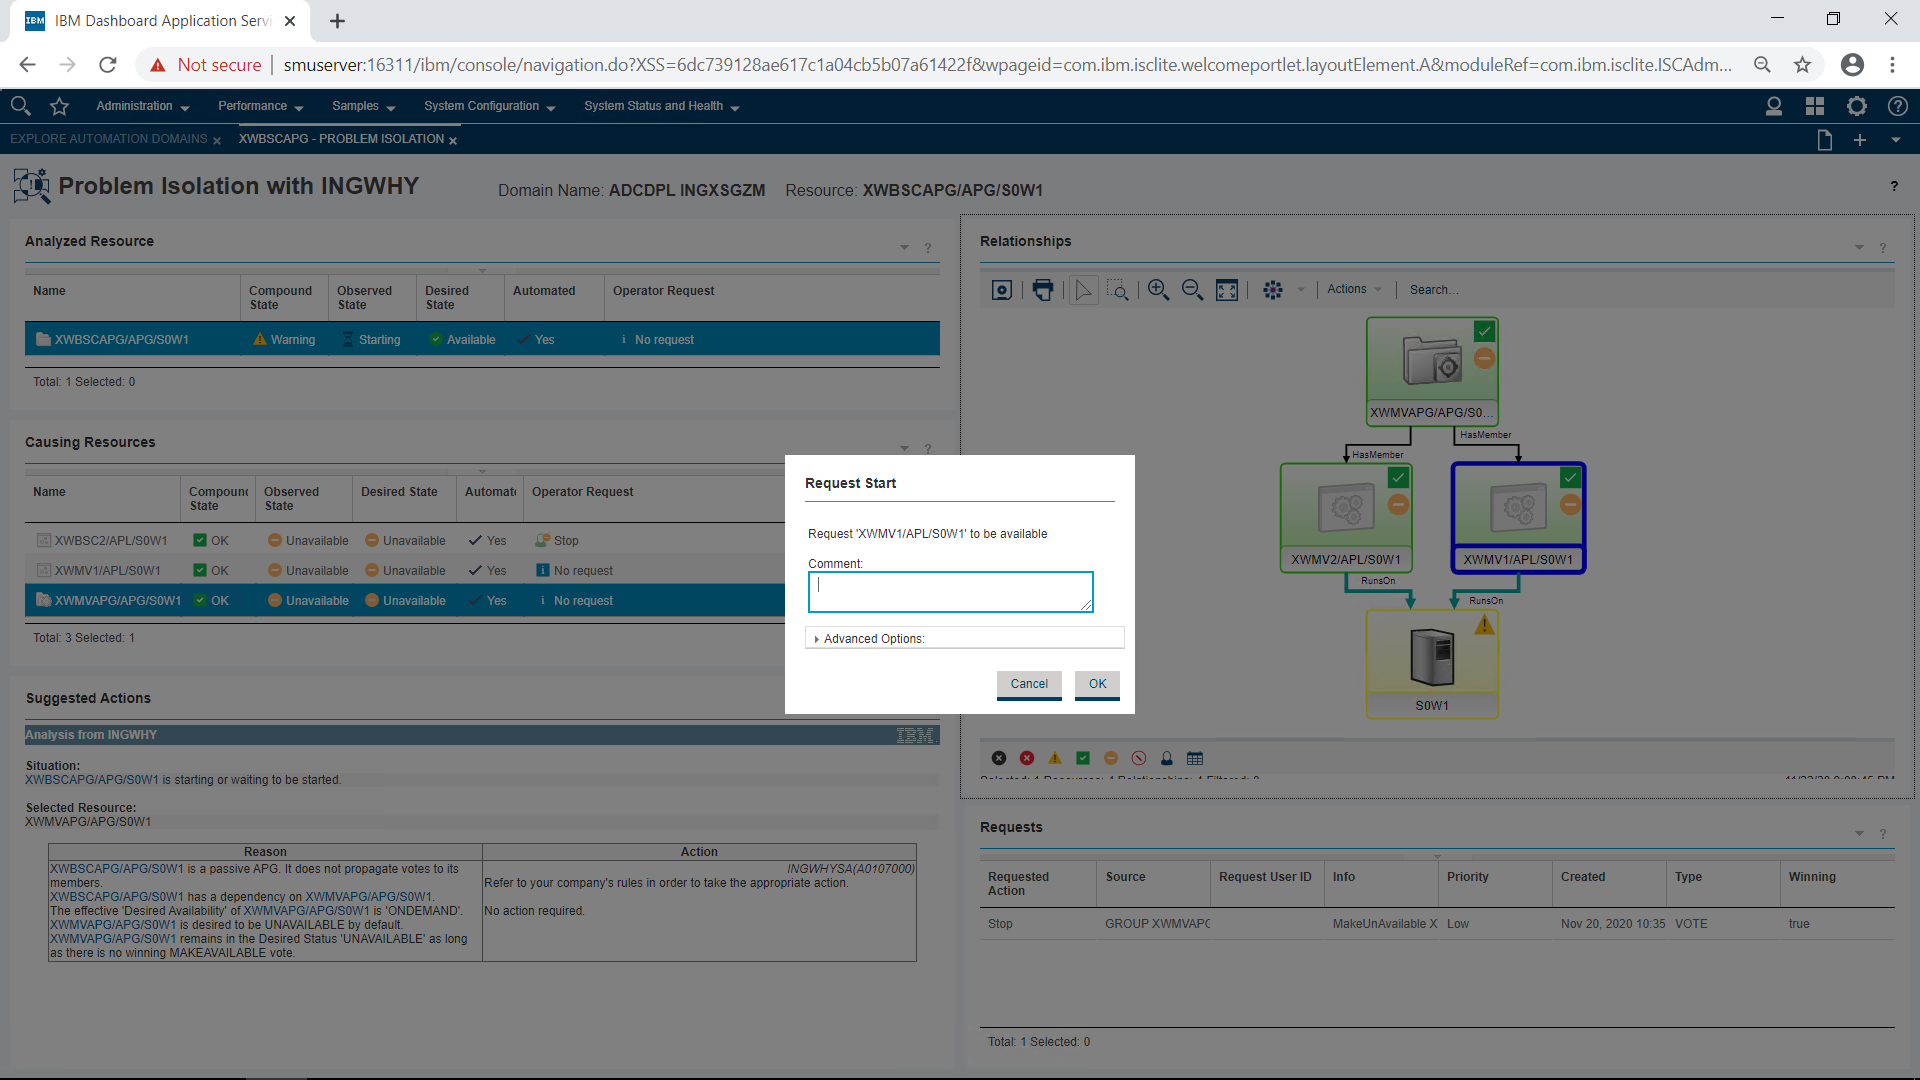 IBM Dashboard Application Servi
Not secure
smuserver:16311/ibm/console/navigation.do?XSS=6dc739128ae617c1a04cb5b07a61422f&wpageid=com.ibm.isclite.welcomeportlet.layoutElement.A&moduleRef=com.ibm.isclite.ISCAdm...
Administration
Performance
Samples
System Configuration
System Status and Health
EXPLORE AUTOMATION DOMAINS
XWBSCAPG - PROBLEM ISOLATION
Problem Isolation with INGWHY
Domain Name: ADCDPL INGXSGZM
Resource: XWBSCAPG/APG/S0W1
?
Analyzed Resource
?
Name
Compound State
Observed State
Desired State
Automated
Operator Request
XWBSCAPG/APG/S0W1 Warning Starting Available Yes No request
Total: 1 Selected: 0
Causing Resources
?
Name
Compound State
Observed State
Desired State
Automate
Operator Request
XWBSC2/APL/S0W1 OK Unavailable Unavailable Yes Stop
XWMV1/APL/S0W1 OK Unavailable Unavailable Yes No request
XWMVAPG/APG/S0W1 OK Unavailable Unavailable Yes No request
Total: 3 Selected: 1
Suggested Actions
Analysis from INGWHY
IBM
Situation:
XWBSCAPG/APG/S0W1 is starting or waiting to be started.
Selected Resource:
XWMVAPG/APG/S0W1
Reason
XWBSCAPG/APG/S0W1 is a passive APG. It does not propagate votes to its
members.
XWBSCAPG/APG/S0W1 has a dependency on XWMVAPG/APG/S0W1.
The effective 'Desired Availability' of XWMVAPG/APG/S0W1 is 'ONDEMAND'.
XWMVAPG/APG/S0W1 is desired to be UNAVAILABLE by default.
XWMVAPG/APG/S0W1 remains in the Desired Status 'UNAVAILABLE' as long
as there is no winning MAKEAVAILABLE vote.
Action
INGWHYSA(A0107000)
Refer to your company's rules in order to take the appropriate action.
No action required.
Request Start
Request 'XWMV1/APL/S0W1' to be available
Comment:
Advanced Options:
Cancel
OK
Relationships
?
Actions
Search...
XWMVAPG/APG/S0...
HasMember
HasMember
XWMV2/APL/S0W1
XWMV1/APL/S0W1
RunsOn
RunsOn
S0W1
Requests
?
Requested Action
Source
Request User ID
Info
Priority
Created
Type
Winning
Stop GROUP XWMVAPG MakeUnAvailable X Low Nov 20, 2020 10:35 VOTE true
Total: 1 Selected: 0